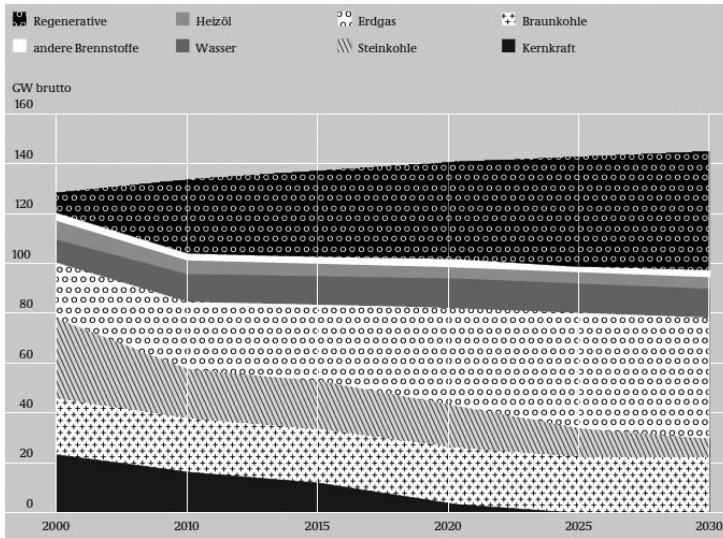 Regenerative Heizöl Erdgas Braunkohle
andere Brennstoffe Wasser Steinkohle Kernkraft
GW brutto
160
140
120
100
80
60
40
20
0
2000 2010 2015 2020 2025 2030